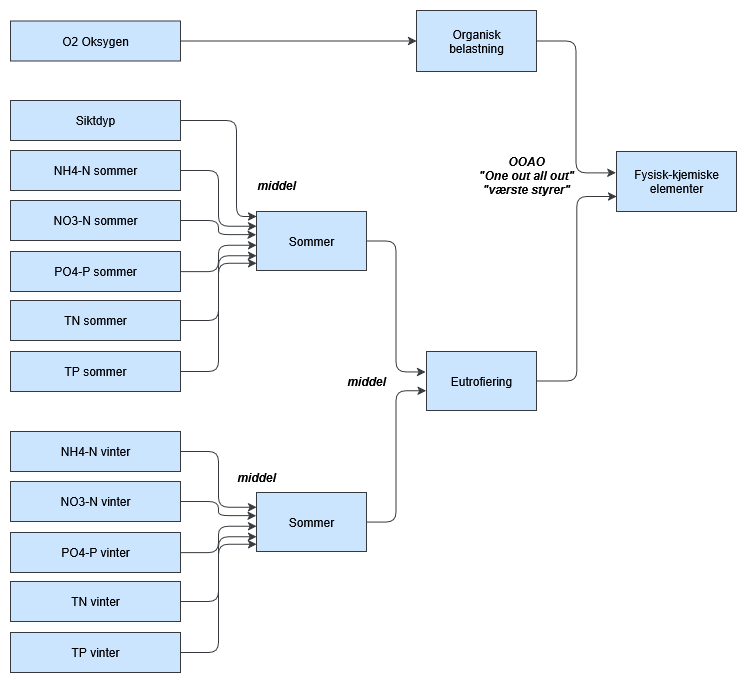 O2 Oksygen
Organisk
belastning
Siktdyp
NH4-N sommer
NO3-N sommer
PO4-P sommer
TN sommer
TP sommer
middel
Sommer
OOAO
"One out all out"
"værste styrer"
Fysisk-kjemiske
elementer
middel
Eutrofiering
NH4-N vinter
NO3-N vinter
PO4-P vinter
TN vinter
TP vinter
middel
Sommer